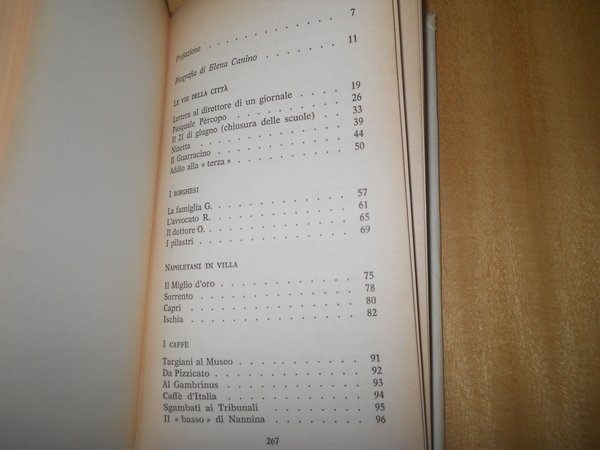 Prefazione . . . . . . . . . . . 7
Biografia di Elena Canino . . . . . . 11
LE VIE DELLA CITTÀ
Lettera al direttore di un giornale . . . . 19
Pasquale Pèrcopo . . . . . . . . . 26
Il 21 di giugno (chiusura delle scuole) . . . 33
Ninetta . . . . . . . . . . . . 39
Il Guarracino . . . . . . . . . . 44
Addio alla « terza » . . . . . . . . 50
I BORGHESI
La famiglia G. . . . . . . . . . . 57
L'avvocato R. . . . . . . . . . . 61
Il dottore O. . . . . . . . . . . 65
I pilastri . . . . . . . . . . . . 69
NAPOLETANI IN VILLA
Il Miglio d'oro . . . . . . . . . . 75
Sorrento . . . . . . . . . . . . 78
Capri . . . . . . . . . . . . . 80
Ischia . . . . . . . . . . . . . 82
I CAFFÈ
Targiani al Museo . . . . . . . . . 91
Da Pizzicato . . . . . . . . . . . 92
Al Gambrinus . . . . . . . . . . 93
Caffè d'Italia . . . . . . . . . . 94
Sgambati ai Tribunali . . . . . . . 95
Il « basso » di Nannina . . . . . . . 96
267